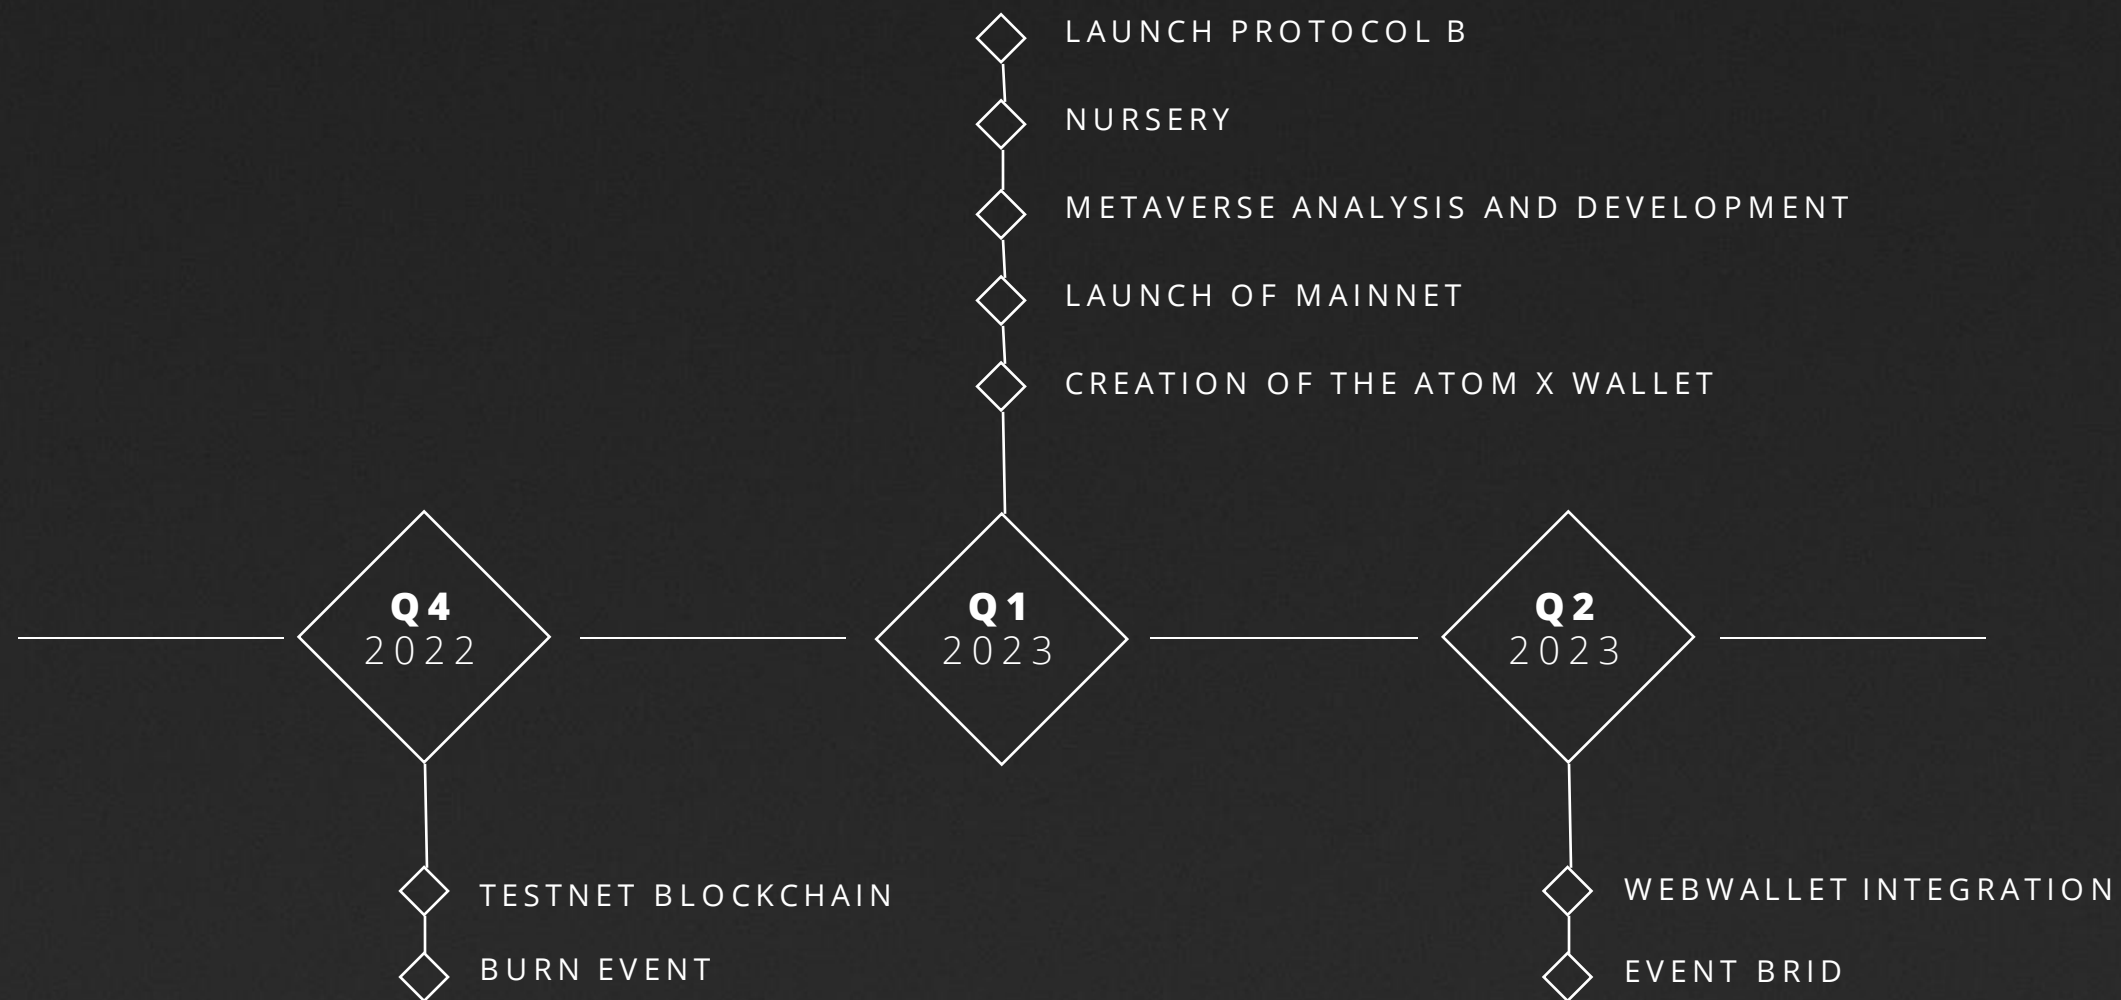 LAUNCH PROTOCOL B
NURSERY
METAVERSE ANALYSIS AND DEVELOPMENT
LAUNCH OF MAINNET
CREATION OF THE ATOM X WALLET
Q4
2022
Q1
2023
Q2
2023
TESTNET BLOCKCHAIN
BURN EVENT
WEBWALLET INTEGRATION
EVENT BRID